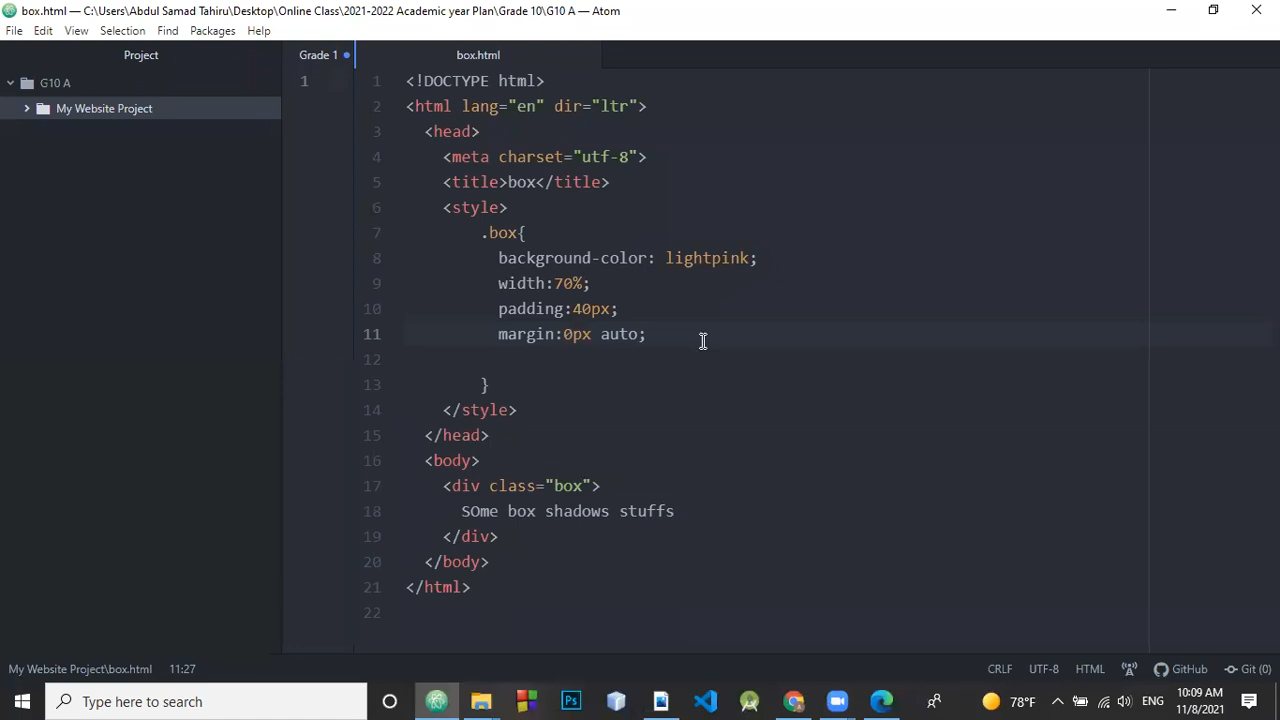 box.html — C:\Users\Abdul Samad Tahiru\Desktop\Online Class\2021-2022 Academic year Plan\Grade 10\G10 A — Atom
File Edit View Selection Find Packages Help
Project
Grade 1
box.html
G10 A
My Website Project
1
1 <!DOCTYPE html>
2 <html lang="en" dir="ltr">
3 <head>
4 <meta charset="utf-8">
5 <title>box</title>
6 <style>
7 .box{
8 background-color: lightpink;
9 width:70%;
10 padding:40px;
11 margin:0px auto;
12
13 }
14 </style>
15 </head>
16 <body>
17 <div class="box">
18 SOme box shadows stuffs
19 </div>
20 </body>
21 </html>
22
My Website Project\box.html 11:27 CRLF UTF-8 HTML GitHub Git (0)
Type here to search
Ps
78°F
ENG
10:09 AM
11/8/2021